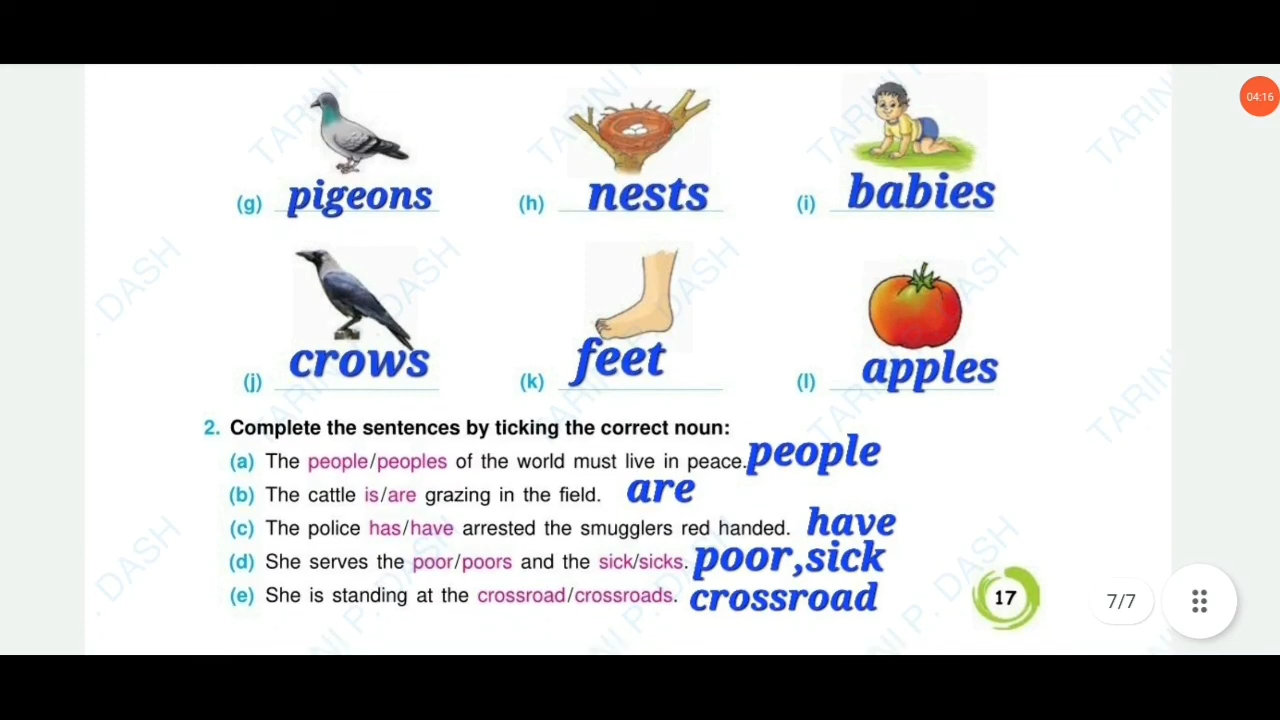 04:16
(g) pigeons (h) nests (i) babies
(j) crows (k) feet (l) apples
2. Complete the sentences by ticking the correct noun:
(a) The people/peoples of the world must live in peace. people
(b) The cattle is/are grazing in the field. are
(c) The police has/have arrested the smugglers red handed. have
(d) She serves the poor/poors and the sick/sicks. poor,sick
(e) She is standing at the crossroad/crossroads. crossroad
17
7/7
TARINI P. DASH